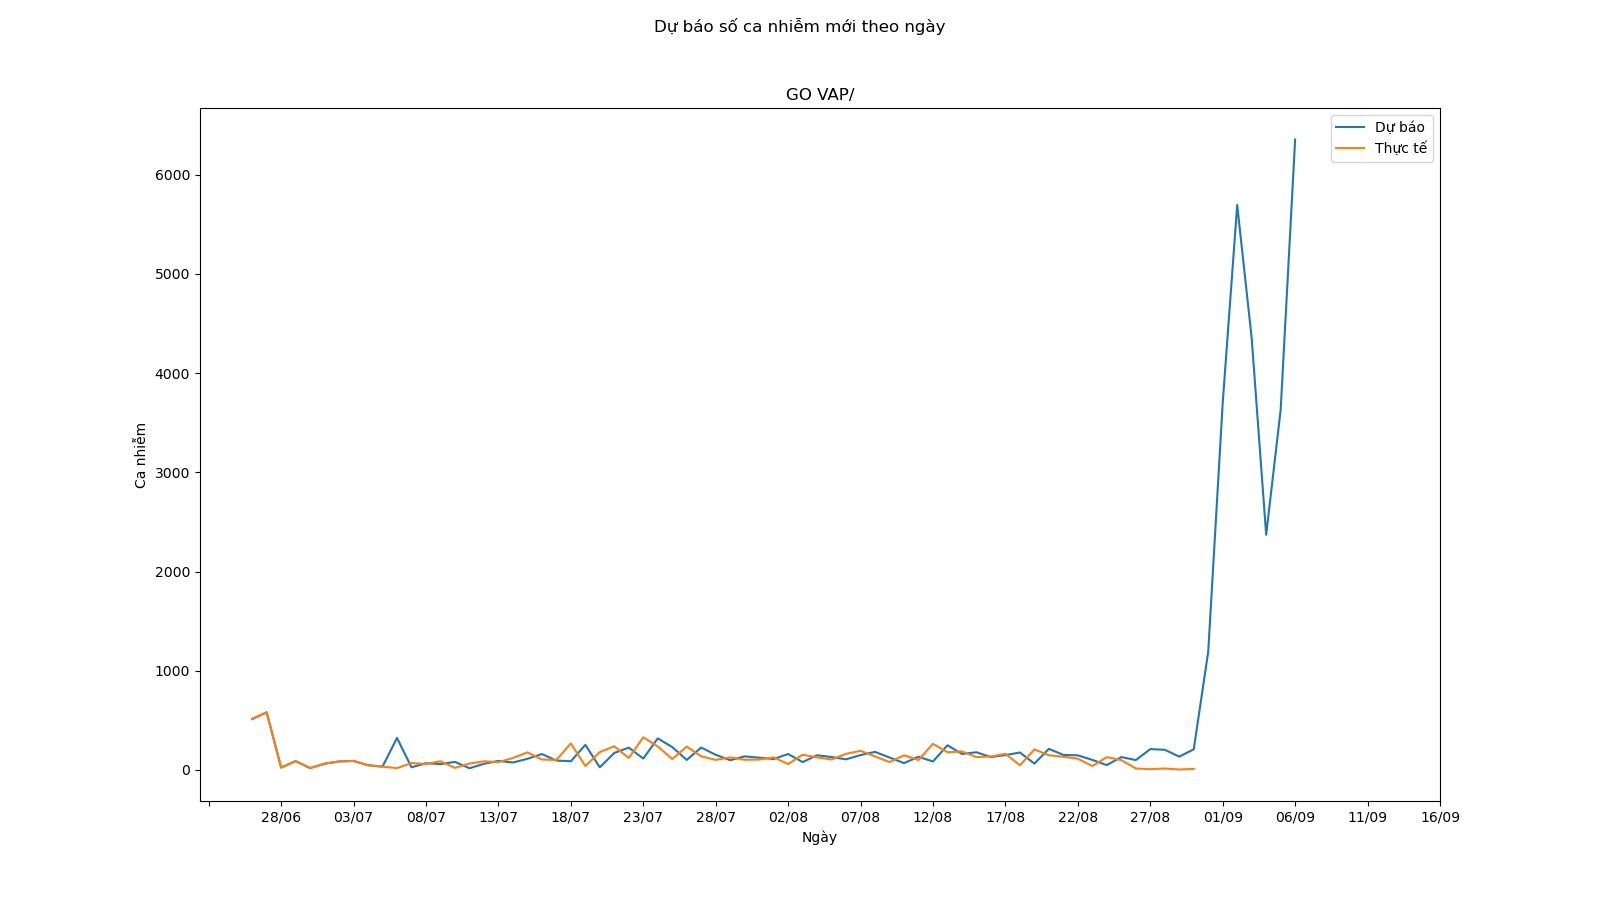 Dự báo số ca nhiễm mới theo ngày
GO VAP/
Dự báo
Thực tế
6000
5000
4000
3000
2000
1000
0
Ca nhiễm
28/06 03/07 08/07 13/07 18/07 23/07 28/07 02/08 07/08 12/08 17/08 22/08 27/08 01/09 06/09 11/09 16/09
Ngày